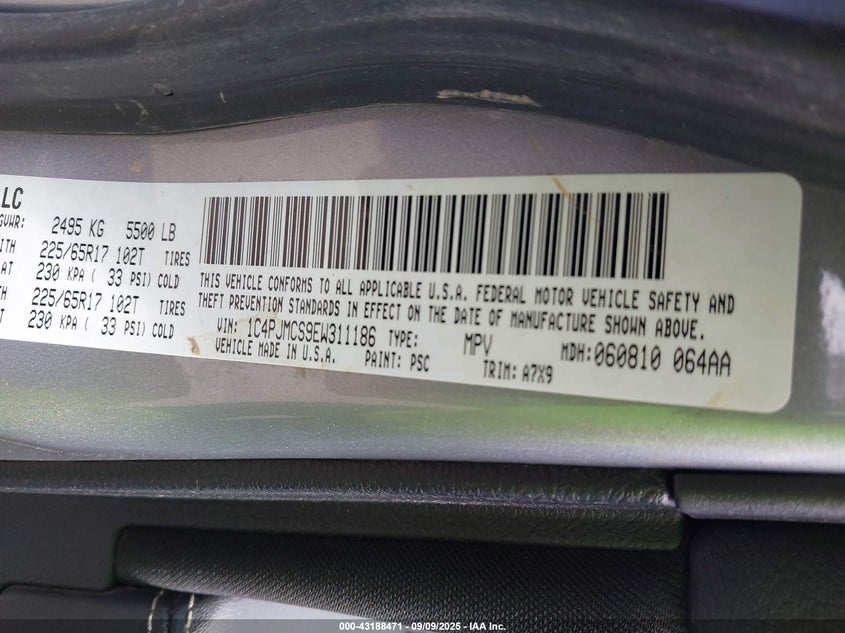 LLC
GVWR: 2495 KG 5500 LB
225/65R17 102T TIRES
AT 230 KPA ( 33 PSI) COLD
225/65R17 102T TIRES
230 KPA ( 33 PSI) COLD
THIS VEHICLE CONFORMS TO ALL APPLICABLE U.S.A. FEDERAL MOTOR VEHICLE SAFETY AND
THEFT PREVENTION STANDARDS IN EFFECT ON THE DATE OF MANUFACTURE SHOWN ABOVE.
VIN: 1C4PJMCS9EW311186 TYPE: MPV MDH: 060810 064AA
VEHICLE MADE IN U.S.A. PAINT: PSC TRIM: A7X9
000-43188471 - 09/09/2025 - IAA Inc.